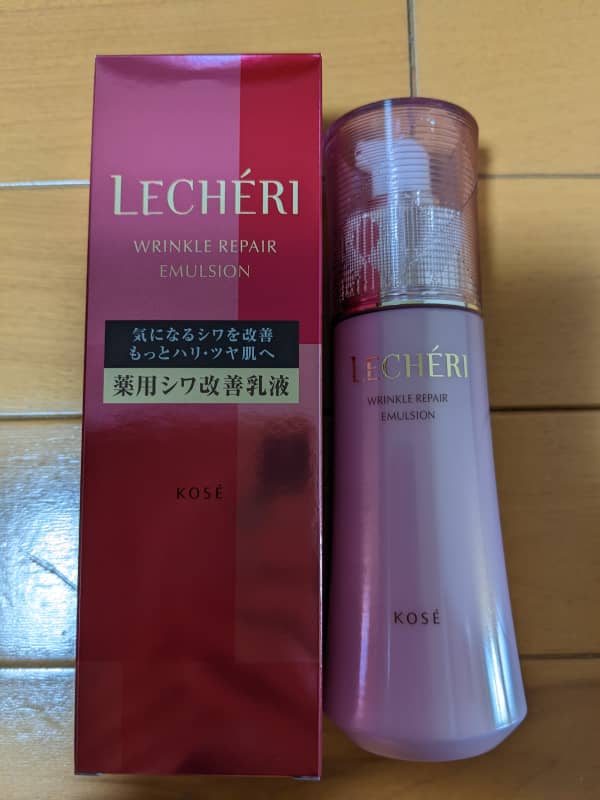 LECHÉRI
WRINKLE REPAIR
EMULSION
気になるシワを改善
もっとハリ・ツヤ肌へ
薬用シワ改善乳液
KOSÉ
LECHÉRI
WRINKLE REPAIR
EMULSION
KOSÉ